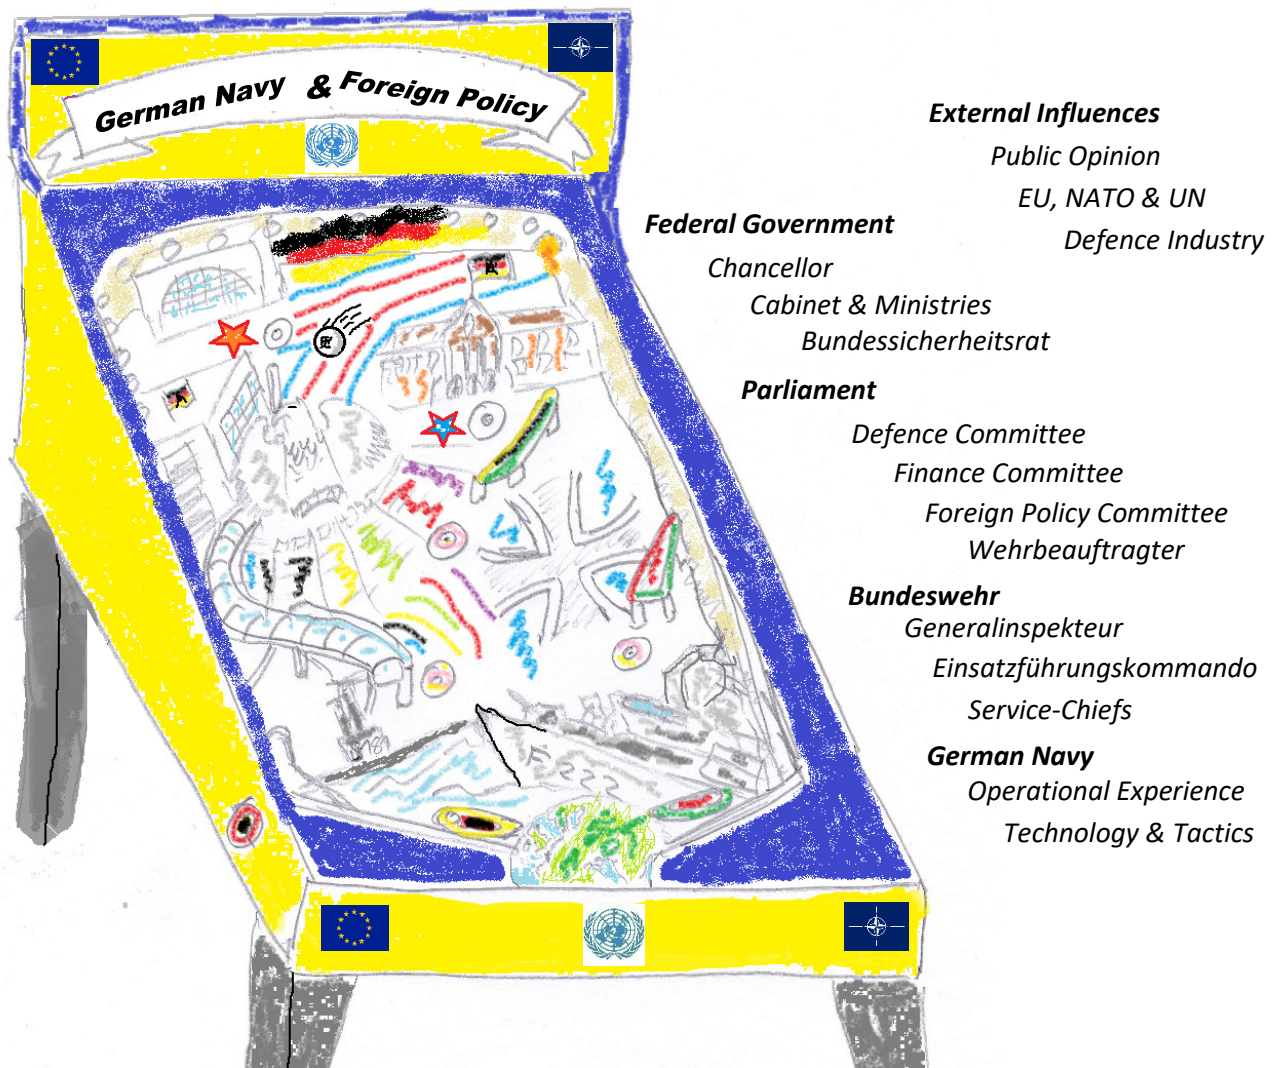 German Navy & Foreign Policy
External Influences
Public Opinion
EU, NATO & UN
Defence Industry
Federal Government
Chancellor
Cabinet & Ministries
Bundessicherheitsrat
Parliament
Defence Committee
Finance Committee
Foreign Policy Committee
Wehrbeauftragter
Bundeswehr
Generalinspekteur
Einsatzführungskommando
Service-Chiefs
German Navy
Operational Experience
Technology & Tactics
F222